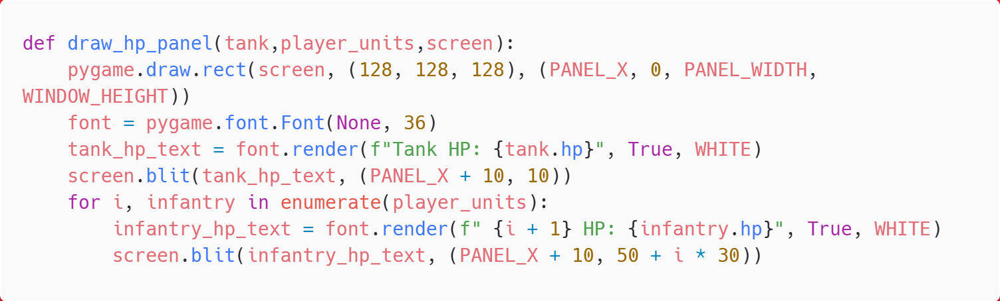 def draw_hp_panel(tank,player_units,screen):
    pygame.draw.rect(screen, (128, 128, 128), (PANEL_X, 0, PANEL_WIDTH,
WINDOW_HEIGHT))
    font = pygame.font.Font(None, 36)
    tank_hp_text = font.render(f"Tank HP: {tank.hp}", True, WHITE)
    screen.blit(tank_hp_text, (PANEL_X + 10, 10))
    for i, infantry in enumerate(player_units):
        infantry_hp_text = font.render(f" {i + 1} HP: {infantry.hp}", True, WHITE)
        screen.blit(infantry_hp_text, (PANEL_X + 10, 50 + i * 30))